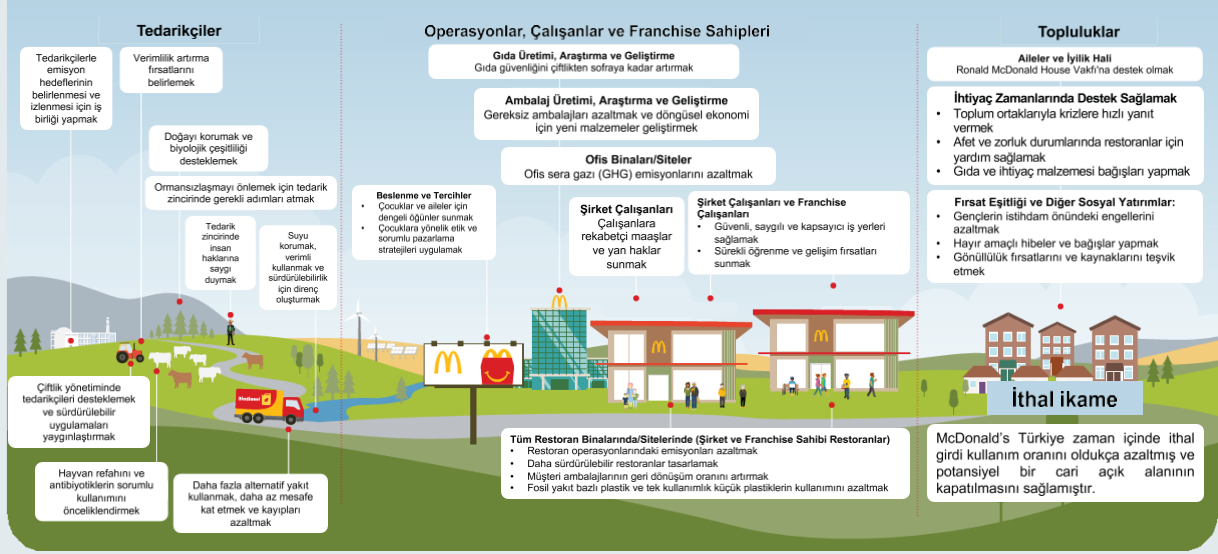 Tedarikçiler
Tedarikçilerle
emisyon
hedeflerinin
belirlenmesi ve
izlenmesi için iş
birliği yapmak
Verimlilik artırma
fırsatlarını
belirlemek
Doğayı korumak ve
biyolojik çeşitliliği
desteklemek
Ormansızlaşmayı önlemek için tedarik
zincirinde gerekli adımları atmak
Tedarik
zincirinde
insan
haklarına
saygı
duymak
Suyu
korumak,
verimli
kullanmak ve
sürdürülebilirlik
için direnç
oluşturmak
Çiftlik yönetiminde
tedarikçileri desteklemek
ve sürdürülebilir
uygulamaları
yaygınlaştırmak
Hayvan refahını ve
antibiyotiklerin sorumlu
kullanımını
önceliklendirmek
Daha fazla alternatif yakıt
kullanmak, daha az mesafe
kat etmek ve kayıpları
azaltmak
Operasyonlar, Çalışanlar ve Franchise Sahipleri
Gıda Üretimi, Araştırma ve Geliştirme
Gıda güvenliğini çiftlikten sofraya kadar artırmak
Ambalaj Üretimi, Araştırma ve Geliştirme
Gereksiz ambalajları azaltmak ve döngüsel ekonomi
için yeni malzemeler geliştirmek
Ofis Binaları/Siteler
Ofis sera gazı (GHG) emisyonlarını azaltmak
Beslenme ve Tercihler
• Çocuklar ve aileler için
dengeli öğünler sunmak
• Çocuklara yönelik etik ve
sorumlu pazarlama
stratejileri uygulamak
Şirket Çalışanları
Çalışanlara
rekabetçi maaşlar
ve yan haklar
sunmak
Şirket Çalışanları ve Franchise
Çalışanları
• Güvenli, saygılı ve kapsayıcı iş yerleri
sağlamak
• Sürekli öğrenme ve gelişim fırsatları
sunmak
Tüm Restoran Binalarında/Sitelerinde (Şirket ve Franchise Sahibi Restoranlar)
• Restoran operasyonlarındaki emisyonları azaltmak
• Daha sürdürülebilir restoranlar tasarlamak
• Müşteri ambalajlarının geri dönüşüm oranını artırmak
• Fosil yakıt bazlı plastik ve tek kullanımlık küçük plastiklerin kullanımını azaltmak
Topluluklar
Aileler ve İyilik Hali
Ronald McDonald House Vakfı'na destek olmak
İhtiyaç Zamanlarında Destek Sağlamak
• Toplum ortaklarıyla krizlere hızlı yanıt
vermek
• Afet ve zorluk durumlarında restoranlar için
yardım sağlamak
• Gıda ve ihtiyaç malzemesi bağışları yapmak
Fırsat Eşitliği ve Diğer Sosyal Yatırımlar:
• Gençlerin istihdam önündeki engellerini
azaltmak
• Hayır amaçlı hibeler ve bağışlar yapmak
• Gönüllülük fırsatlarını ve kaynaklarını teşvik
etmek
İthal ikame
McDonald's Türkiye zaman içinde ithal
girdi kullanım oranını oldukça azaltmış ve
potansiyel bir cari açık alanının
kapatılmasını sağlamıştır.